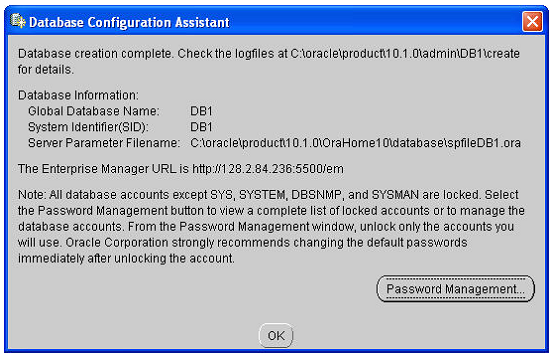 Database Configuration Assistant
Database creation complete. Check the logfiles at C:\oracle\product\10.1.0\admin\DB1\create
for details.
Database Information:
Global Database Name: DB1
System Identifier(SID): DB1
Server Parameter Filename: C:\oracle\product\10.1.0\OraHome10\database\spfileDB1.ora
The Enterprise Manager URL is http://128.2.84.236:5500/em
Note: All database accounts except SYS, SYSTEM, DBSNMP, and SYSMAN are locked. Select
the Password Management button to view a complete list of locked accounts or to manage the
database accounts. From the Password Management window, unlock only the accounts you
will use. Oracle Corporation strongly recommends changing the default passwords
immediately after unlocking the account.
Password Management...
OK